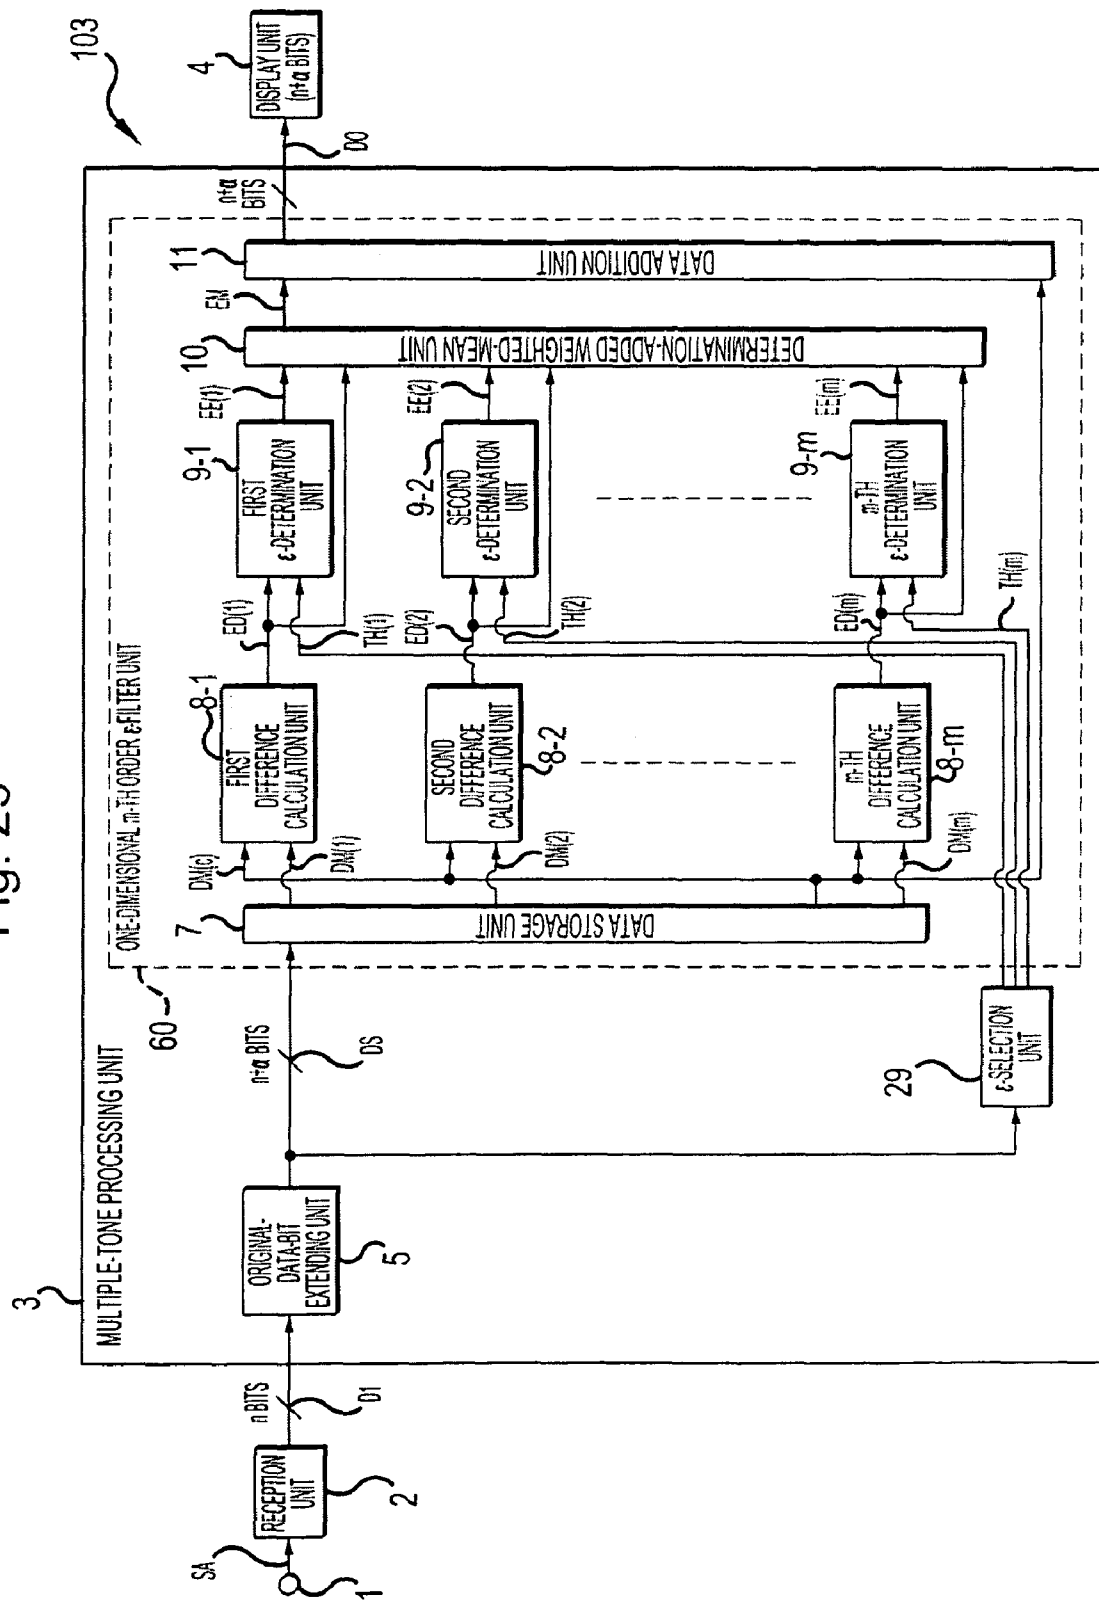 Fig. 23
103
3
MULTIPLE-TONE PROCESSING UNIT
60
ONE-DIMENSIONAL m-TH ORDER ε-FILTER UNIT
1
SA
2
RECEPTION
UNIT
n BITS
D1
5
ORIGINAL-
DATA-BIT
EXTENDING UNIT
n+α BITS
DS
29
ε-SELECTION
UNIT
7
DATA STORAGE UNIT
DM(c)
DM(1)
DM(2)
DM(m)
8-1
FIRST
DIFFERENCE
CALCULATION UNIT
8-2
SECOND
DIFFERENCE
CALCULATION UNIT
8-m
m-TH
DIFFERENCE
CALCULATION UNIT
ED(1)
TH(1)
ED(2)
TH(2)
ED(m)
TH(m)
9-1
FIRST
ε-DETERMINATION
UNIT
9-2
SECOND
ε-DETERMINATION
UNIT
9-m
m-TH
ε-DETERMINATION
UNIT
EE(1)
EE(2)
EE(m)
10
DETERMINATION-ADDED WEIGHTED-MEAN UNIT
EM
11
DATA ADDITION UNIT
n+α
BITS
DO
4
DISPLAY UNIT
(n+α BITS)